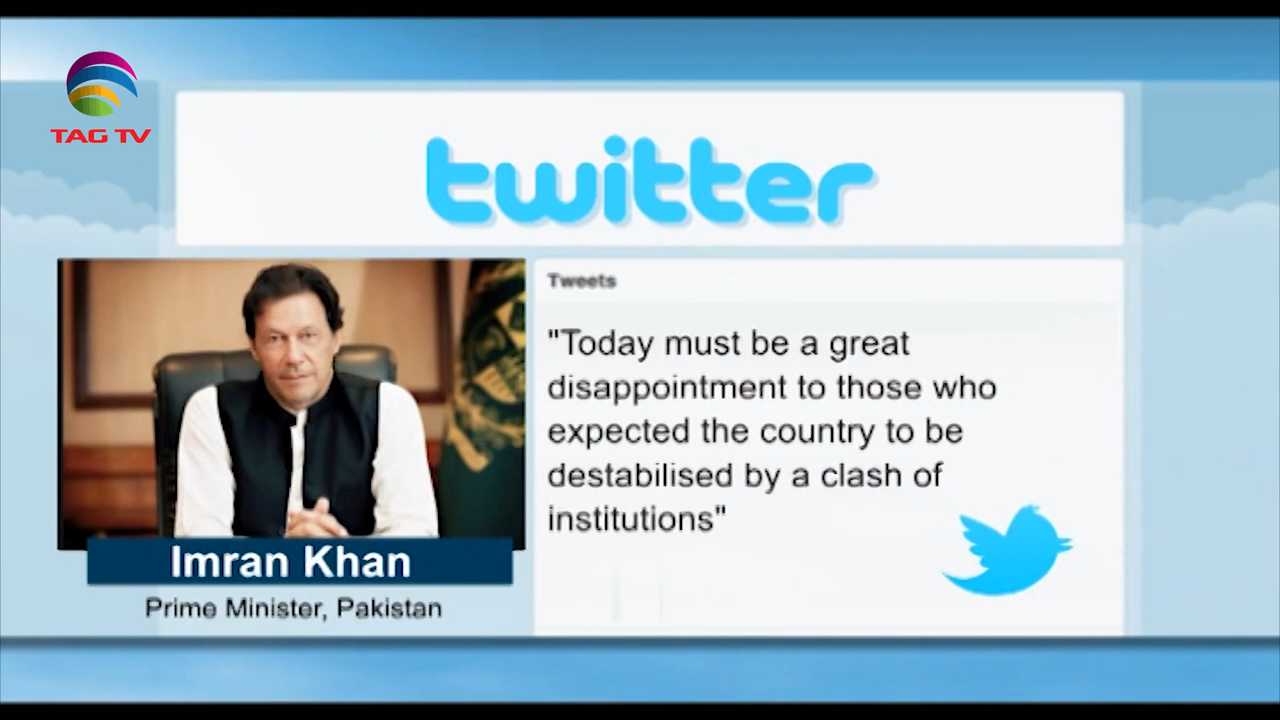 TAG TV
twitter
Tweets
"Today must be a great
disappointment to those who
expected the country to be
destabilised by a clash of
institutions"
Imran Khan
Prime Minister, Pakistan